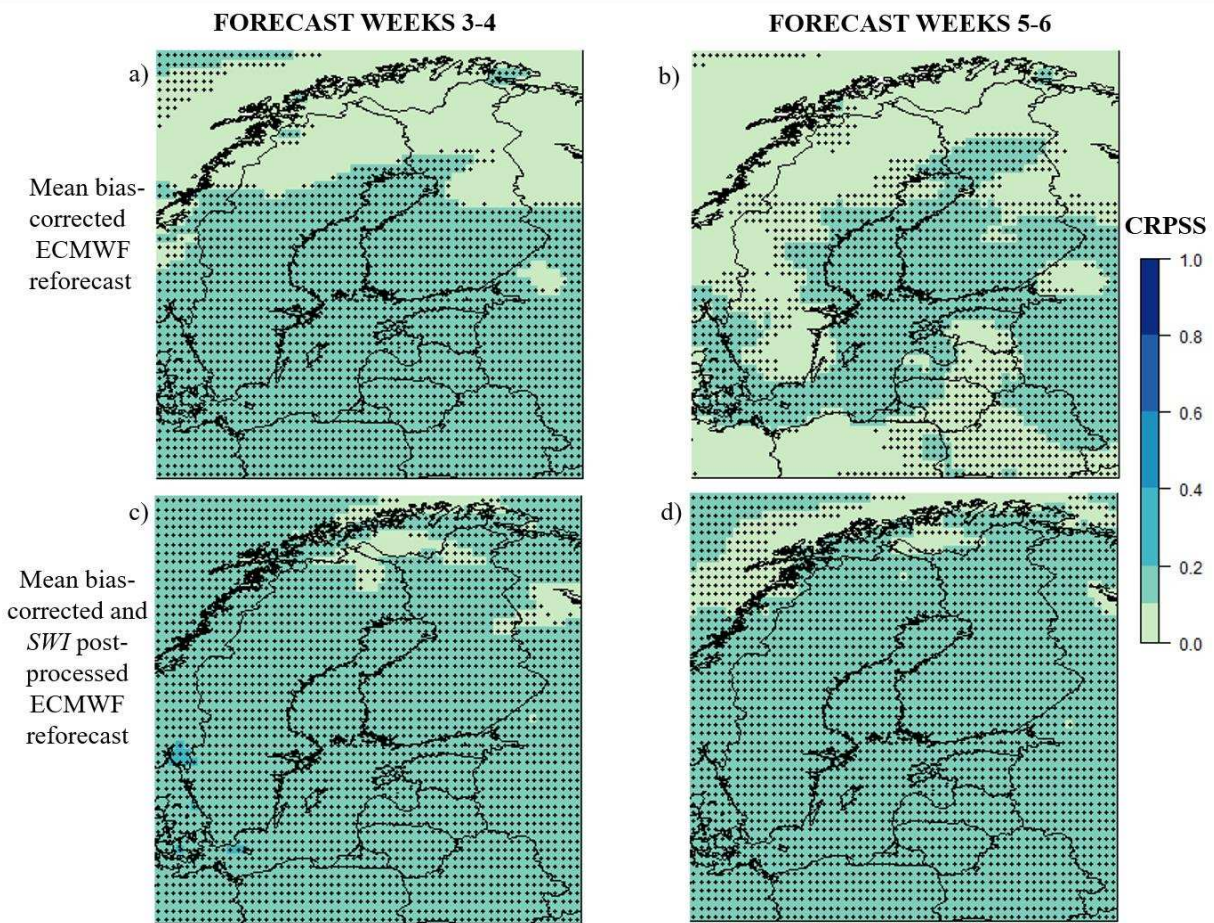 FORECAST WEEKS 3-4
FORECAST WEEKS 5-6
a)
b)
Mean bias-
corrected
ECMWF
reforecast
CRPSS
1.0
0.8
0.6
0.4
0.2
0.0
c)
d)
Mean bias-
corrected and
SWI post-
processed
ECMWF
reforecast